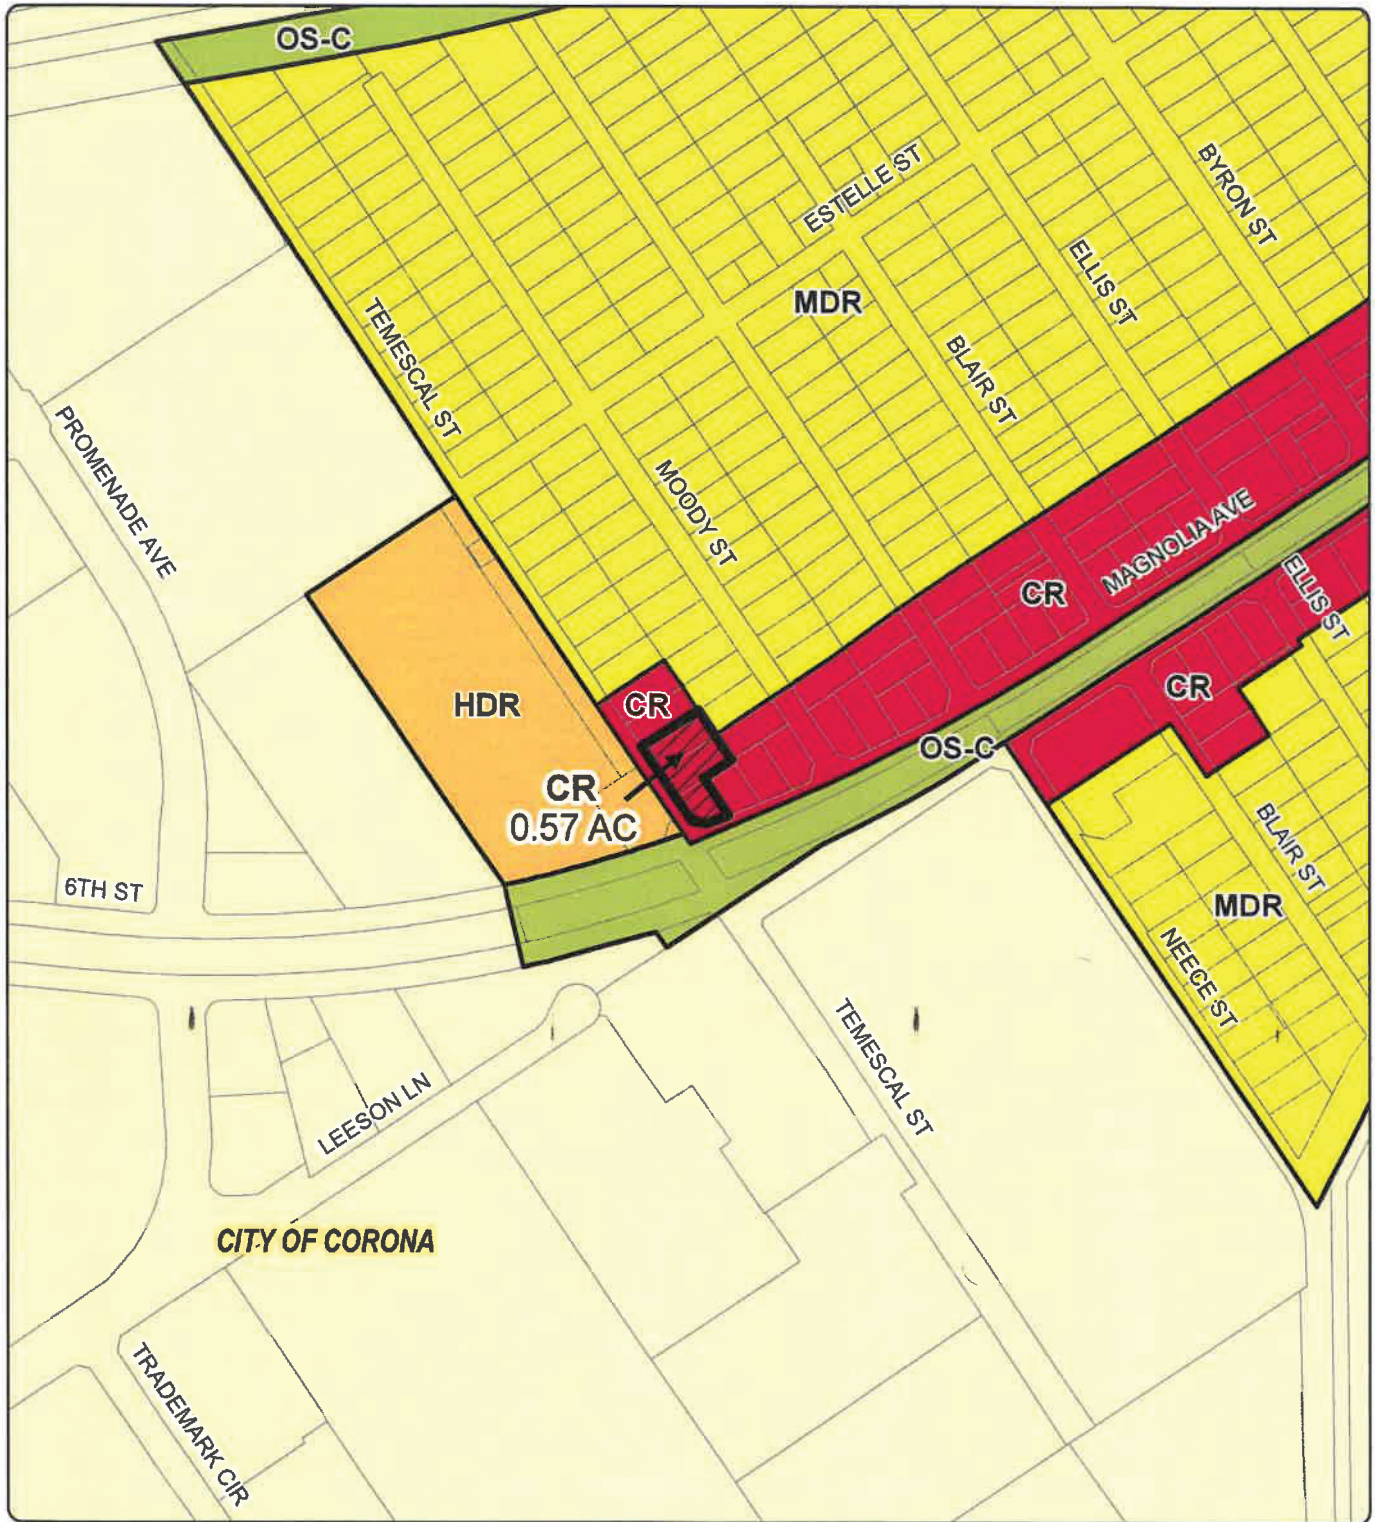 OS-C
BYRON ST
ESTELLE ST
ELLIS ST
MDR
TEMESCAL ST
BLAIR ST
PROMENADE AVE
MOODY ST
MAGNOLIA AVE
CR
ELLIS ST
HDR
CR
CR
OS-C
CR
0.57 AC
BLAIR ST
6TH ST
MDR
NEECE ST
TEMESCAL ST
LEESON LN
CITY OF CORONA
TRADEMARK CIR